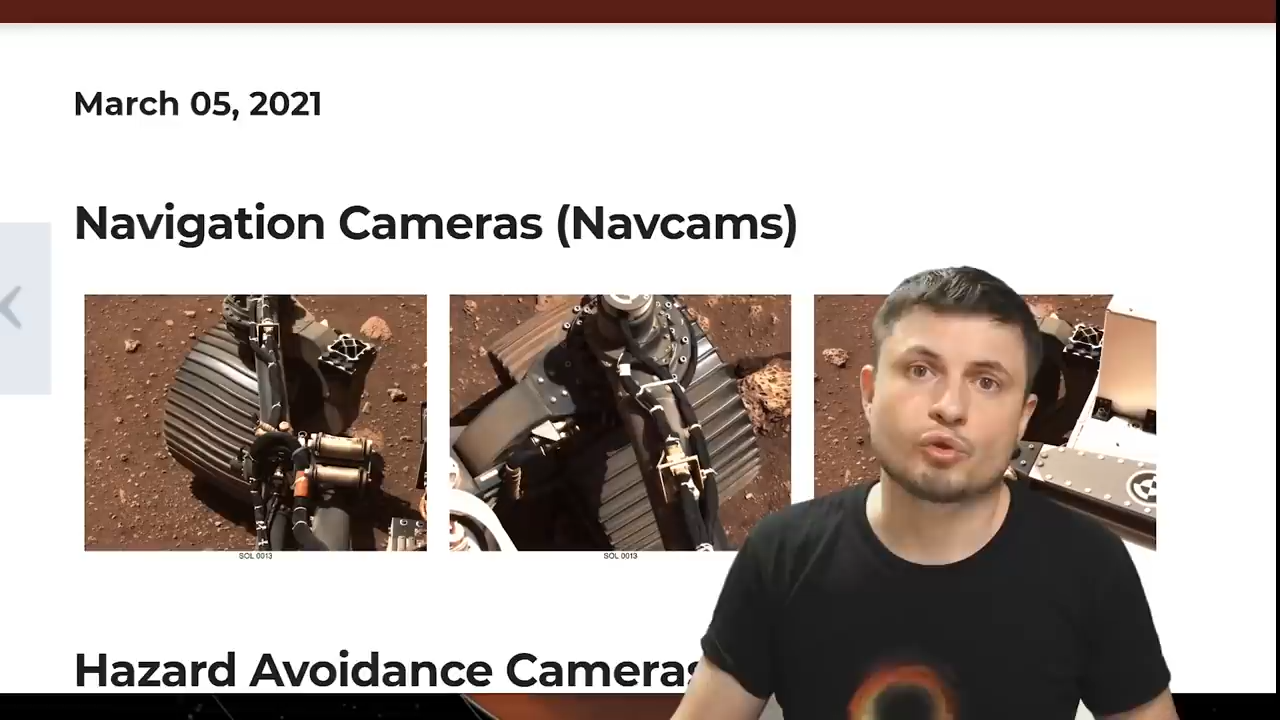 March 05, 2021
Navigation Cameras (Navcams)
SOL 0013
SOL 0013
Hazard Avoidance Cameras